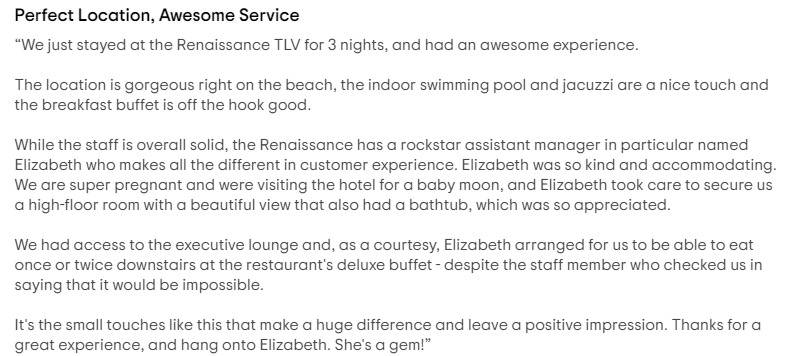 Perfect Location, Awesome Service
“We just stayed at the Renaissance TLV for 3 nights, and had an awesome experience.
The location is gorgeous right on the beach, the indoor swimming pool and jacuzzi are a nice touch and
the breakfast buffet is off the hook good.
While the staff is overall solid, the Renaissance has a rockstar assistant manager in particular named
Elizabeth who makes all the different in customer experience. Elizabeth was so kind and accommodating.
We are super pregnant and were visiting the hotel for a baby moon, and Elizabeth took care to secure us
a high-floor room with a beautiful view that also had a bathtub, which was so appreciated.
We had access to the executive lounge and, as a courtesy, Elizabeth arranged for us to be able to eat
once or twice downstairs at the restaurant's deluxe buffet - despite the staff member who checked us in
saying that it would be impossible.
It's the small touches like this that make a huge difference and leave a positive impression. Thanks for a
great experience, and hang onto Elizabeth. She's a gem!”